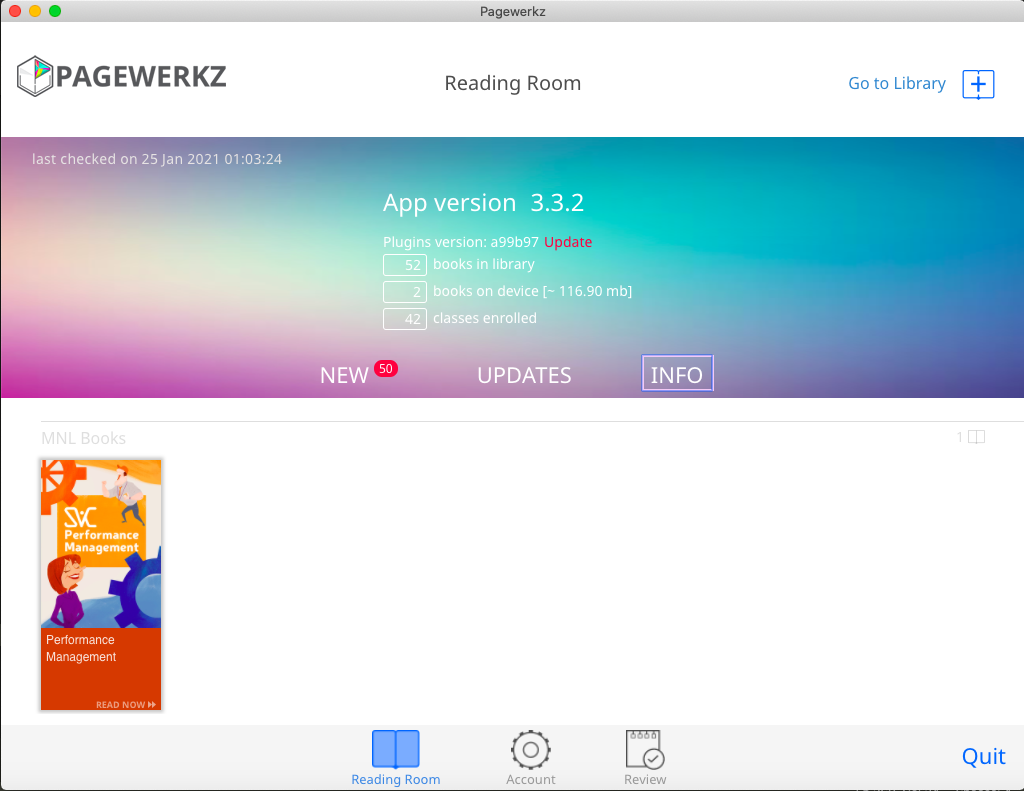 Pagewerkz
PAGEWERKZ
Reading Room
Go to Library
last checked on 25 Jan 2021 01:03:24
App version 3.3.2
Plugins version: a99b97 Update
52 books in library
2 books on device [~ 116.90 mb]
42 classes enrolled
NEW 50
UPDATES
INFO
MNL Books
1
SVC
Performance
Management
Performance
Management
READ NOW
Reading Room
Account
Review
Quit